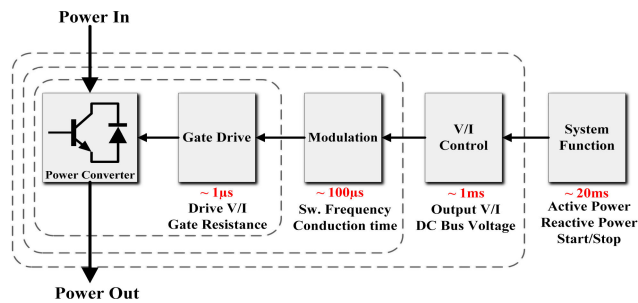 Power In
Power Converter
Gate Drive
Modulation
V/I
Control
System
Function
~ 1μs
Drive V/I
Gate Resistance
~ 100μs
Sw. Frequency
Conduction time
~ 1ms
Output V/I
DC Bus Voltage
~ 20ms
Active Power
Reactive Power
Start/Stop
Power Out